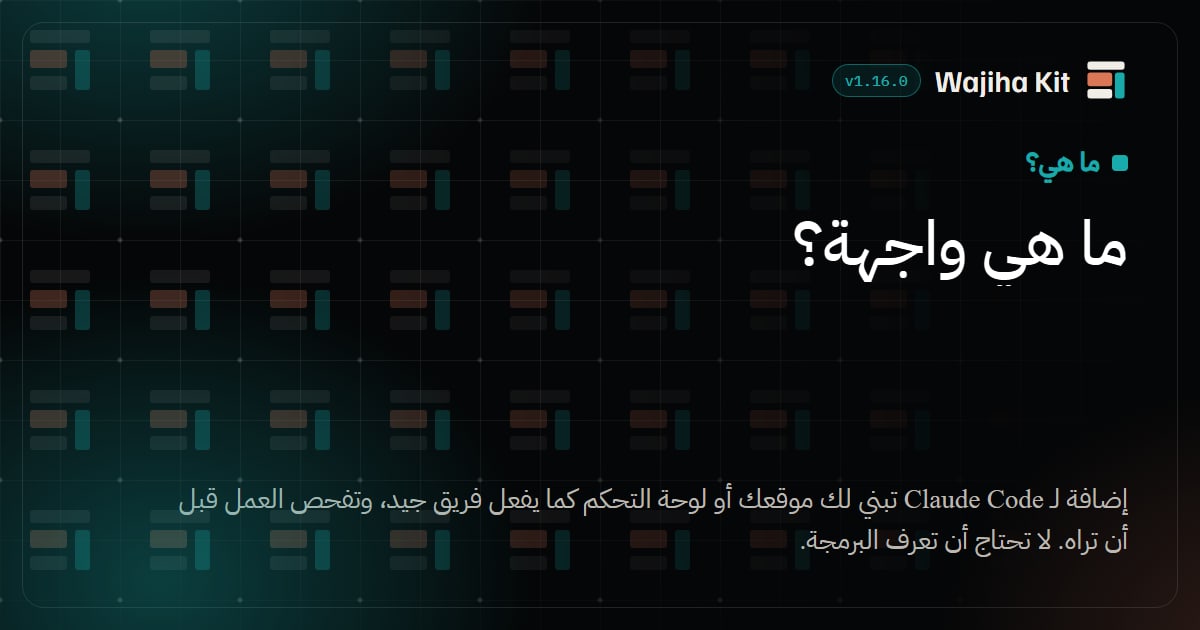 Wajiha Kit v1.16.0
ما هي؟
ما هي واجهة؟
إضافة لـ Claude Code تبني لك موقعك أو لوحة التحكم كما يفعل فريق جيد، وتفحص العمل قبل
أن تراه. لا تحتاج أن تعرف البرمجة.